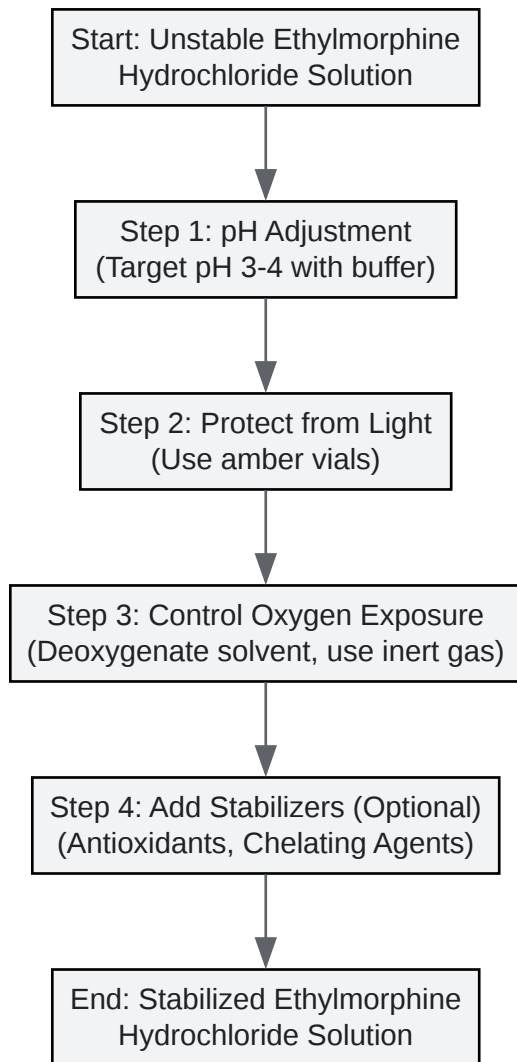 Start: Unstable Ethylmorphine
Hydrochloride Solution
Step 1: pH Adjustment
(Target pH 3-4 with buffer)
Step 2: Protect from Light
(Use amber vials)
Step 3: Control Oxygen Exposure
(Deoxygenate solvent, use inert gas)
Step 4: Add Stabilizers (Optional)
(Antioxidants, Chelating Agents)
End: Stabilized Ethylmorphine
Hydrochloride Solution